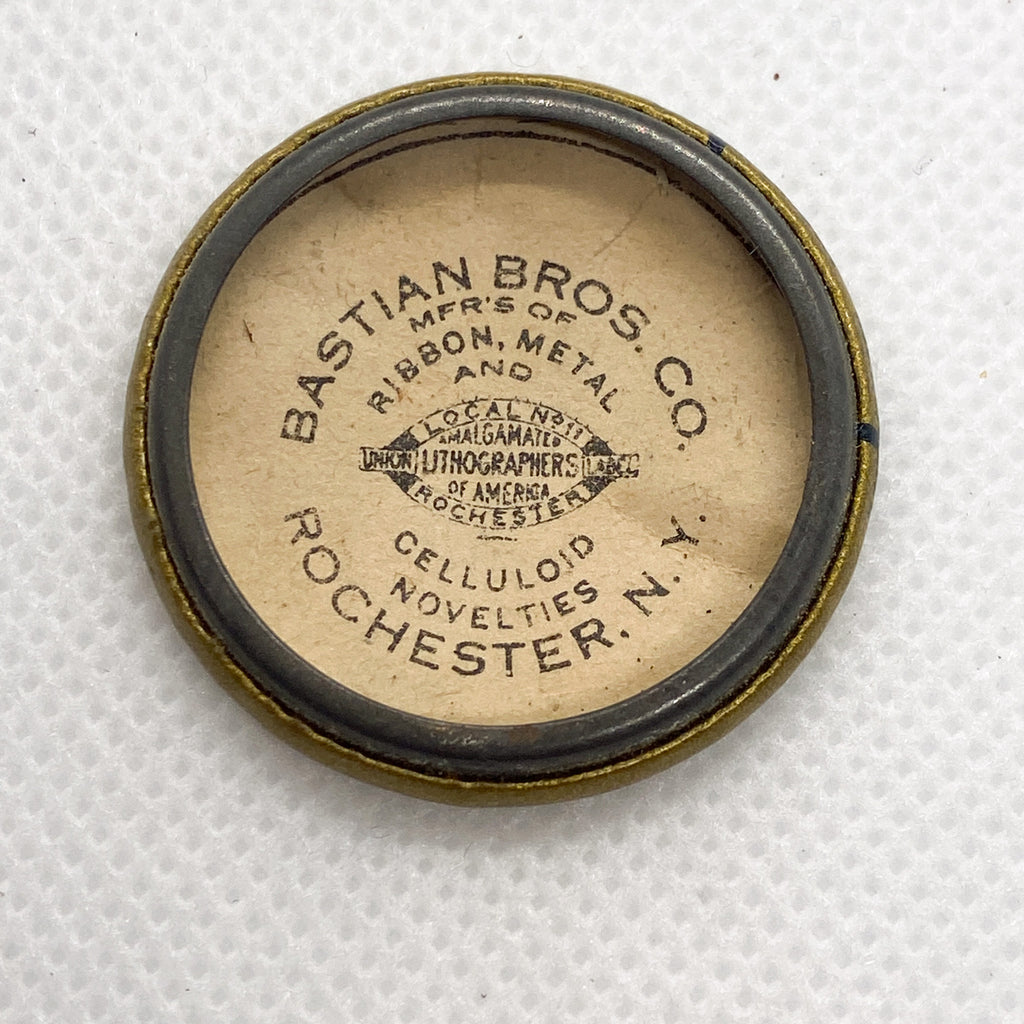 BASTIAN BROS. CO.
MFR'S OF
RIBBON, METAL
AND
LOCAL No 11
AMALGAMATED
UNION LITHOGRAPHERS LABEL
OF AMERICA
ROCHESTER
CELLULOID
NOVELTIES
ROCHESTER, N. Y.